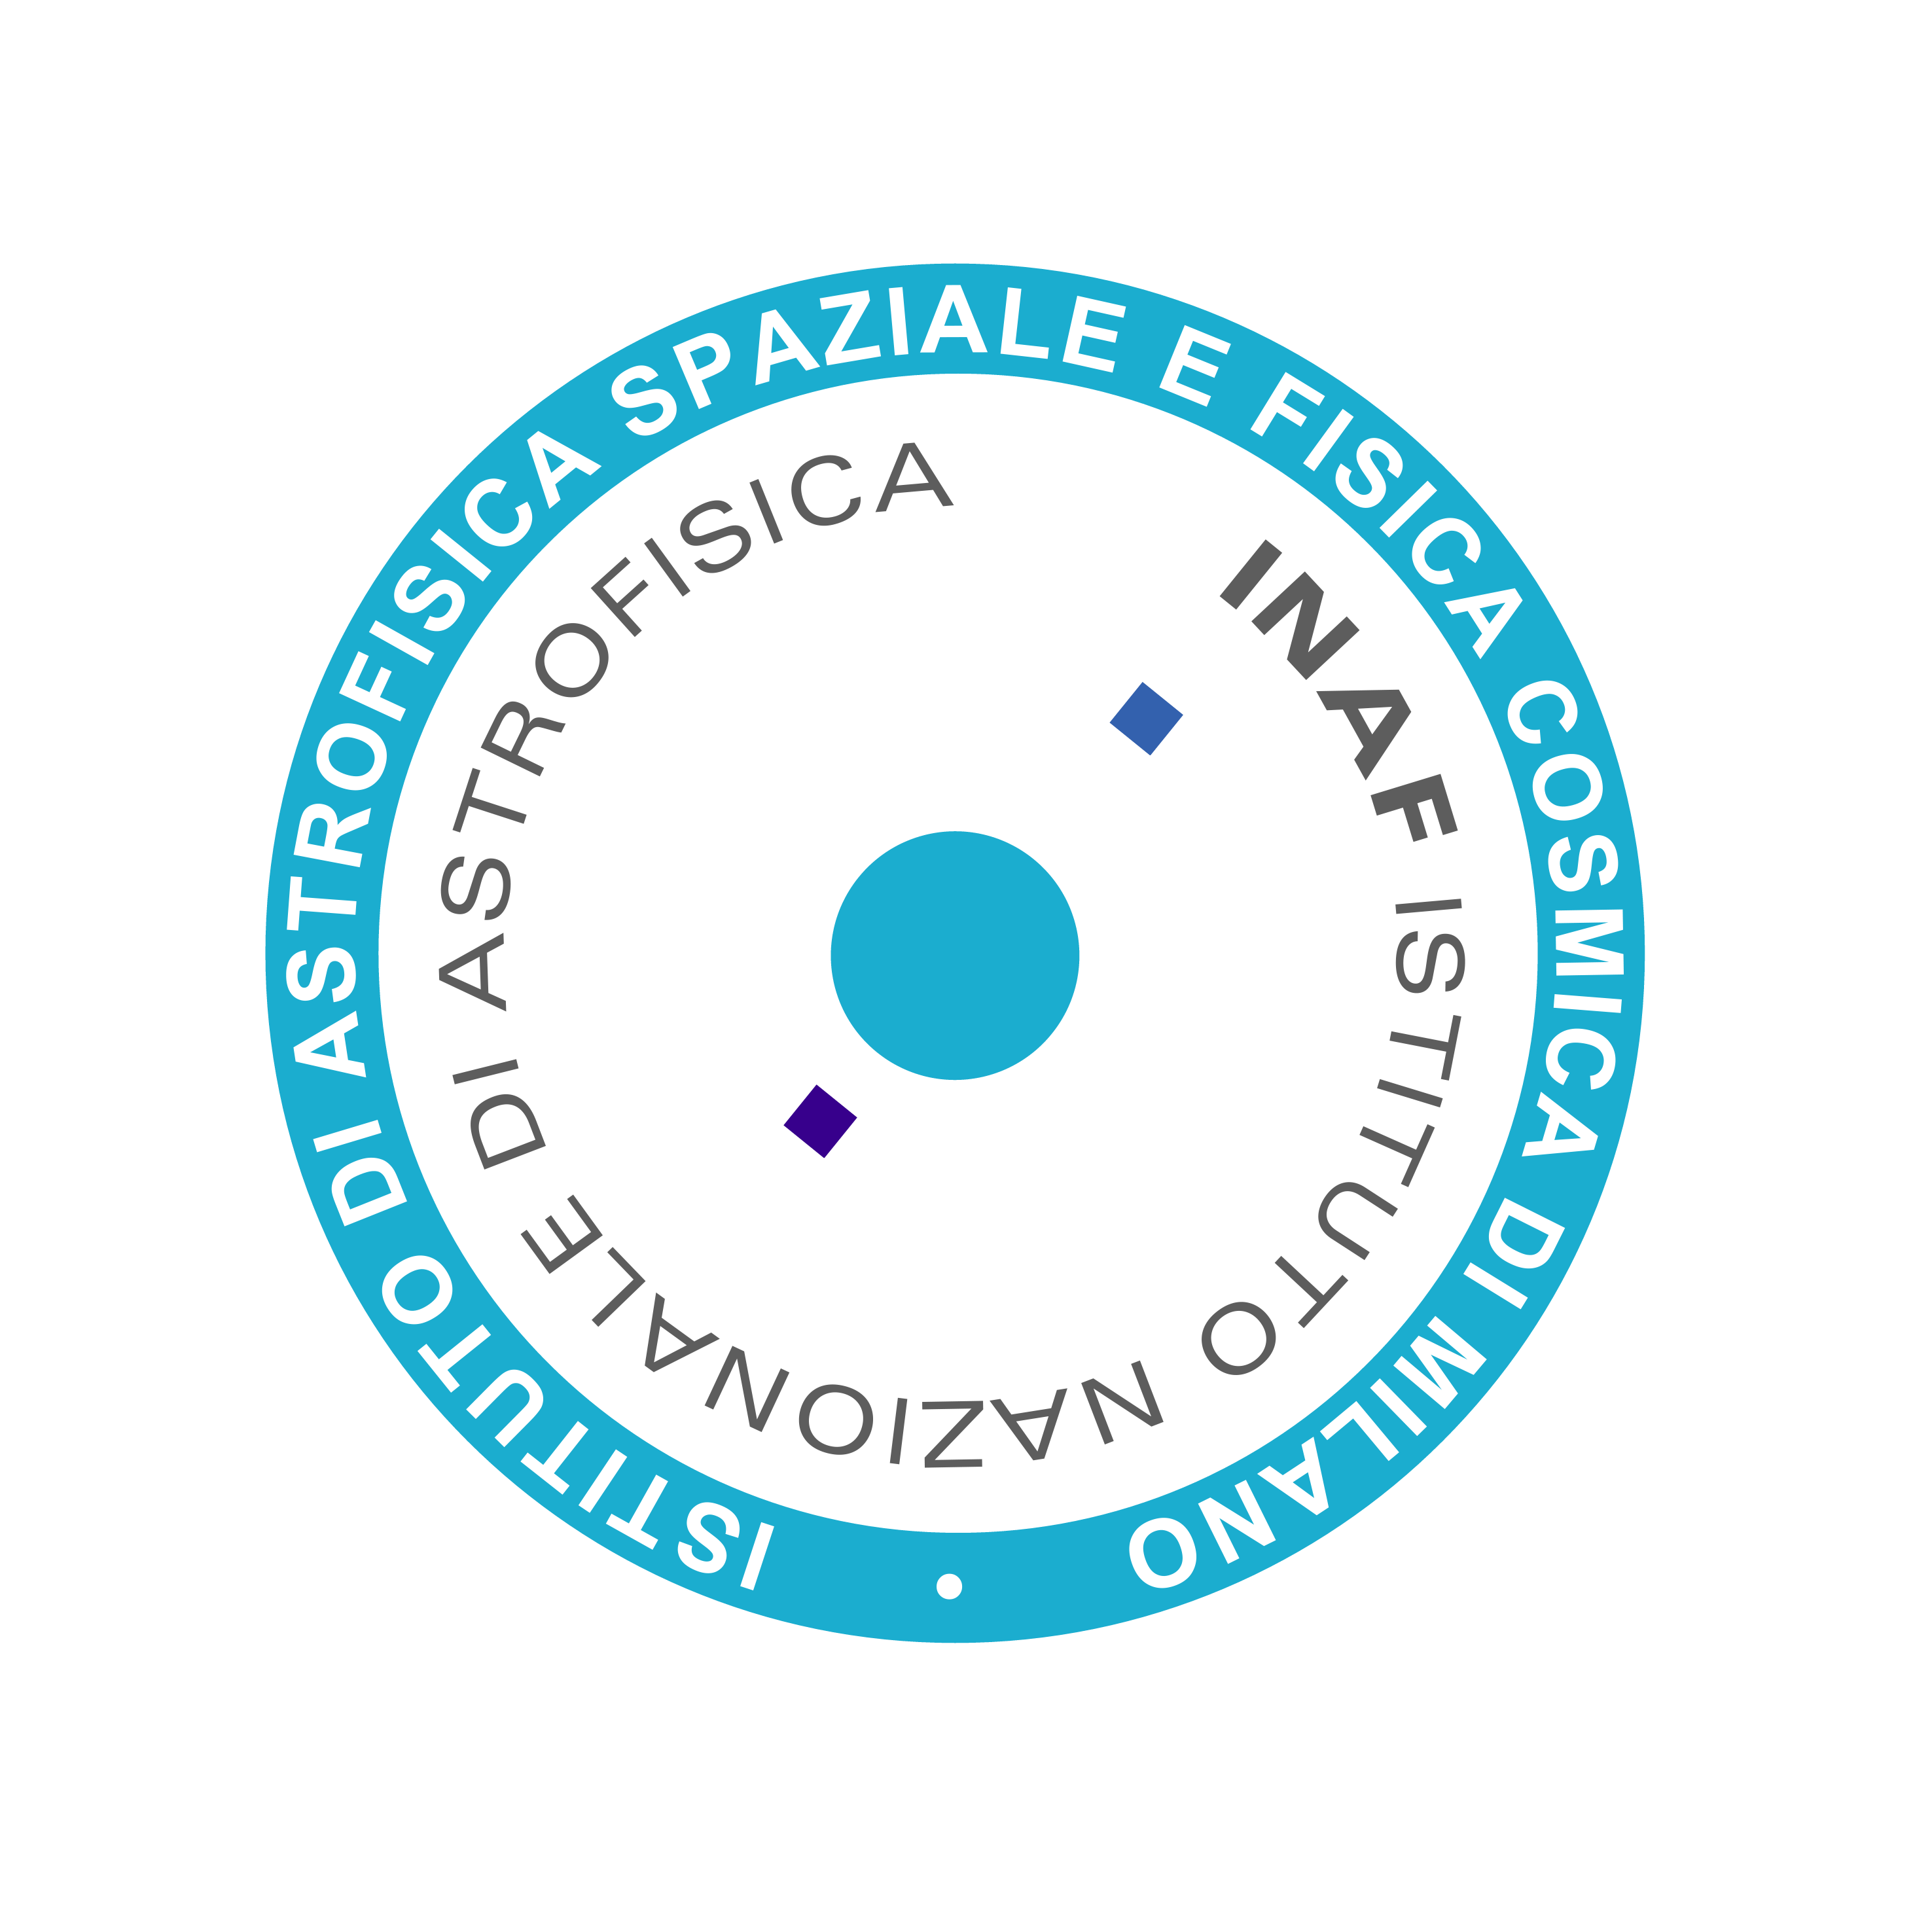 ISTITUTO DI ASTROFISICA SPAZIALE E FISICA COSMICA DI MILANO
INAF ISTITUTO NAZIONALE DI ASTROFISICA